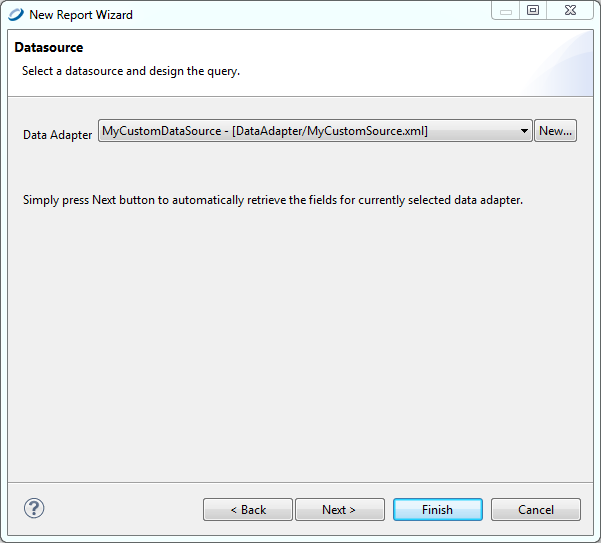 New Report Wizard
Datasource
Select a datasource and design the query.
Data Adapter MyCustomDataSource - [DataAdapter/MyCustomSource.xml] New...
Simply press Next button to automatically retrieve the fields for currently selected data adapter.
? < Back Next > Finish Cancel